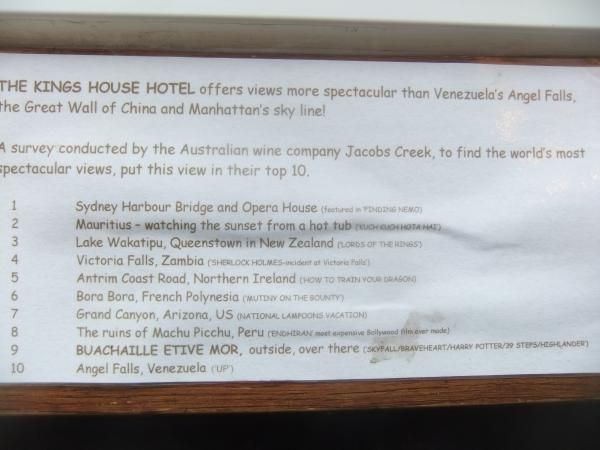 THE KINGS HOUSE HOTEL offers views more spectacular than Venezuela's Angel Falls,
the Great Wall of China and Manhattan's sky line!
A survey conducted by the Australian wine company Jacobs Creek, to find the world's most
spectacular views, put this view in their top 10.
1 Sydney Harbour Bridge and Opera House (featured in 'FINDING NEMO')
2 Mauritius – watching the sunset from a hot tub ('KUCH KUCH HOTA HAI')
3 Lake Wakatipu, Queenstown in New Zealand ('LORDS OF THE RINGS')
4 Victoria Falls, Zambia ('SHERLOCK HOLMES-incident at Victoria Falls')
5 Antrim Coast Road, Northern Ireland ('HOW TO TRAIN YOUR DRAGON)
6 Bora Bora, French Polynesia ('MUTINY ON THE BOUNTY')
7 Grand Canyon, Arizona, US (NATIONAL LAMPOONS VACATION)
8 The ruins of Machu Picchu, Peru ('ENDHIRAN' most expensive Bollywood film ever made)
9 BUACHAILLE ETIVE MOR, outside, over there ('SKYFALL/BRAVEHEART/HARRY POTTER/39 STEPS/HIGHLANDER')
10 Angel Falls, Venezuela ('UP')